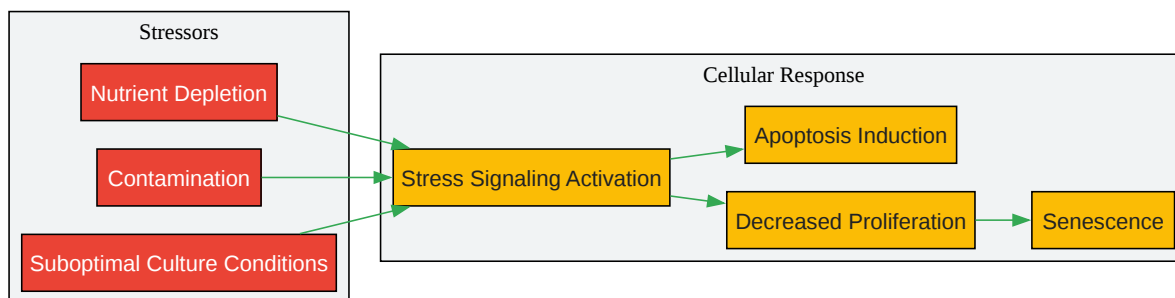 Stressors
Nutrient Depletion
Contamination
Suboptimal Culture Conditions
Cellular Response
Stress Signaling Activation
Apoptosis Induction
Decreased Proliferation
Senescence